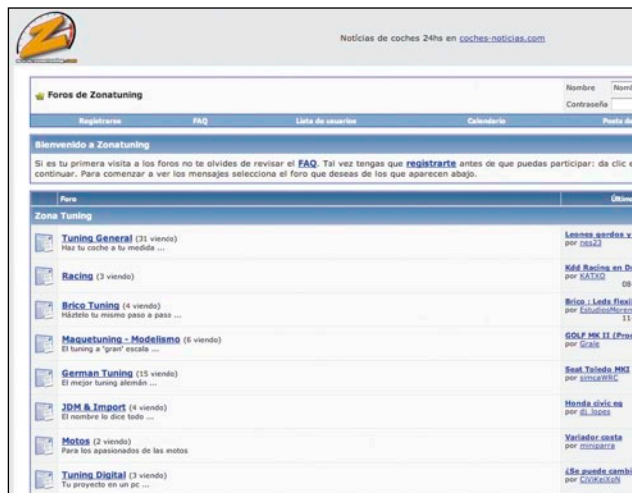 Noticias de coches 24hs en coches-noticias.com
Foros de Zonatuning
Nombre
Contraseña
Registrarse FAQ Lista de usuarios Calendario
Bienvenido a Zonatuning
Si es tu primera visita a los foros no te olvides de revisar el FAQ. Tal vez tengas que registrarte antes de que puedas participar: da clic
continuar. Para comenzar a ver los mensajes selecciona el foro que deseas de los que aparecen abajo.
Foro
Zona Tuning
Tuning General (31 viendo)
Haz tu coche a tu medida ...
Leones gordos y
por nes23
Racing (3 viendo)
Kdd Racing en
por KATXO
Brico Tuning (4 viendo)
Háztelo tu mismo paso a paso ...
Brico : Leds
Maquetuning - Modelismo (6 viendo)
El tuning a 'gran' escala ...
GOLF MK II
por Grale
German Tuning (15 viendo)
El mejor tuning alemán ...
Seat Toledo MKI
por simcaWRC
JDM & Import (4 viendo)
El nombre lo dice todo ...
Honda civic eg
por dj_lopes
Motos (2 viendo)
Para los apasionados de las motos
Variador costa
por miniparra
Tuning Digital (3 viendo)
Tu proyecto en un pc ...
¿Se puede
por CiViKeiXoN